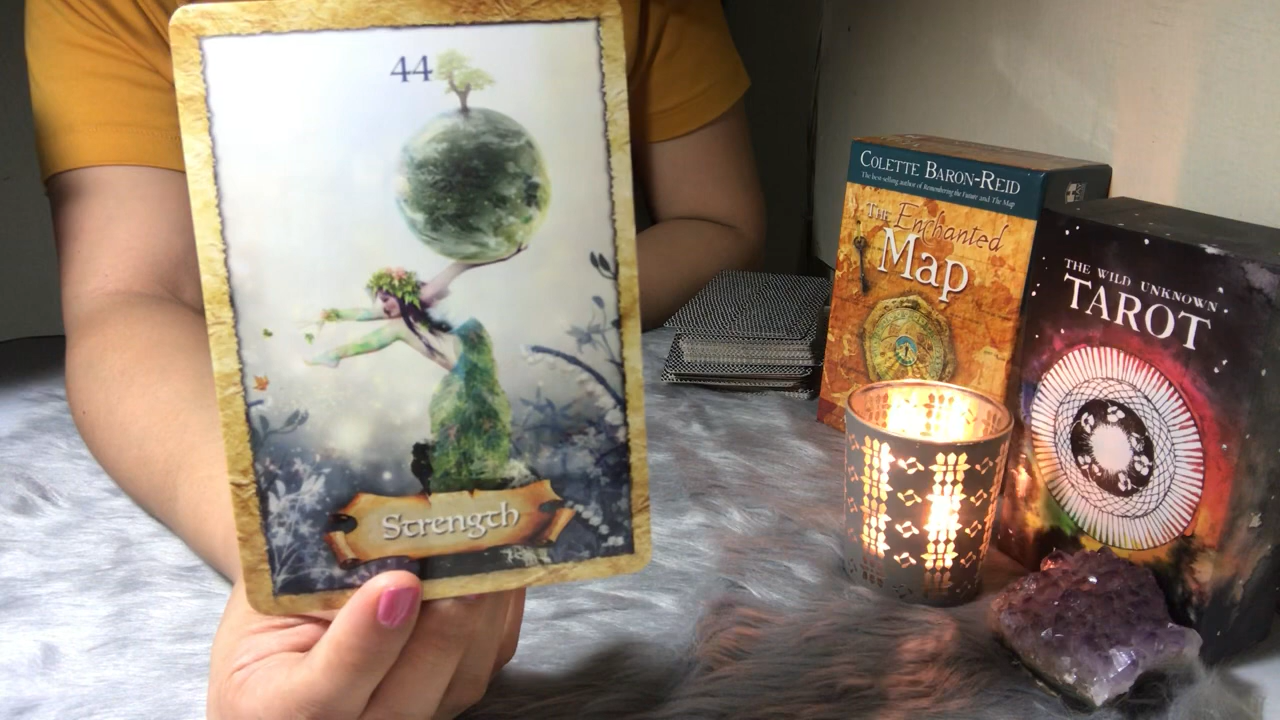 44
Strength
COLETTE BARON-REID
The best-selling author of Remembering the Future and The Map
THE Enchanted
Map
THE WILD UNKNOWN
TAROT